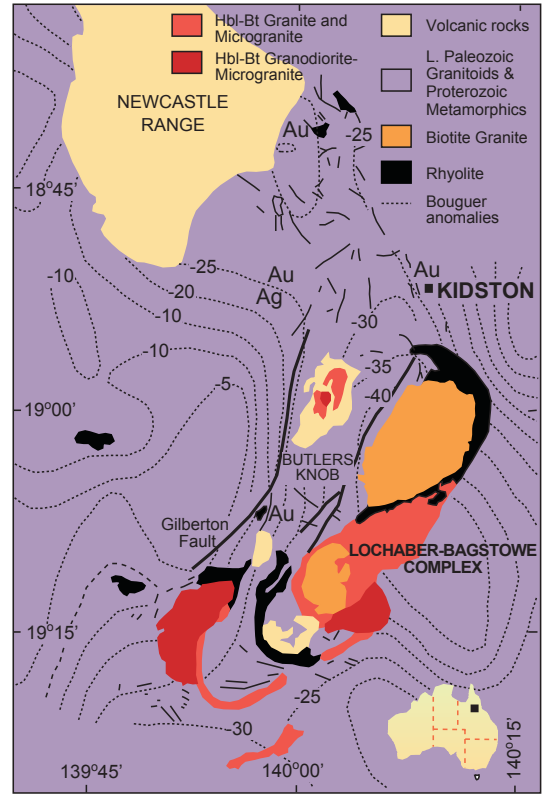 Hbl-Bt Granite and
Microgranite
Hbl-Bt Granodiorite-
Microgranite
Volcanic rocks
L. Paleozoic
Granitoids &
Proterozoic
Metamorphics
Biotite Granite
Rhyolite
Bouguer
anomalies
NEWCASTLE
RANGE
Au
-25
18°45'
-10
-25
-20
-10
-10
-5
Au
Ag
Au
KIDSTON
-30
-35
-40
19°00'
BUTLERS
KNOB
Gilberton
Fault
Au
LOCHABER-BAGSTOWE
COMPLEX
19°15'
-25
-30
139°45'
140°00'
140°15'